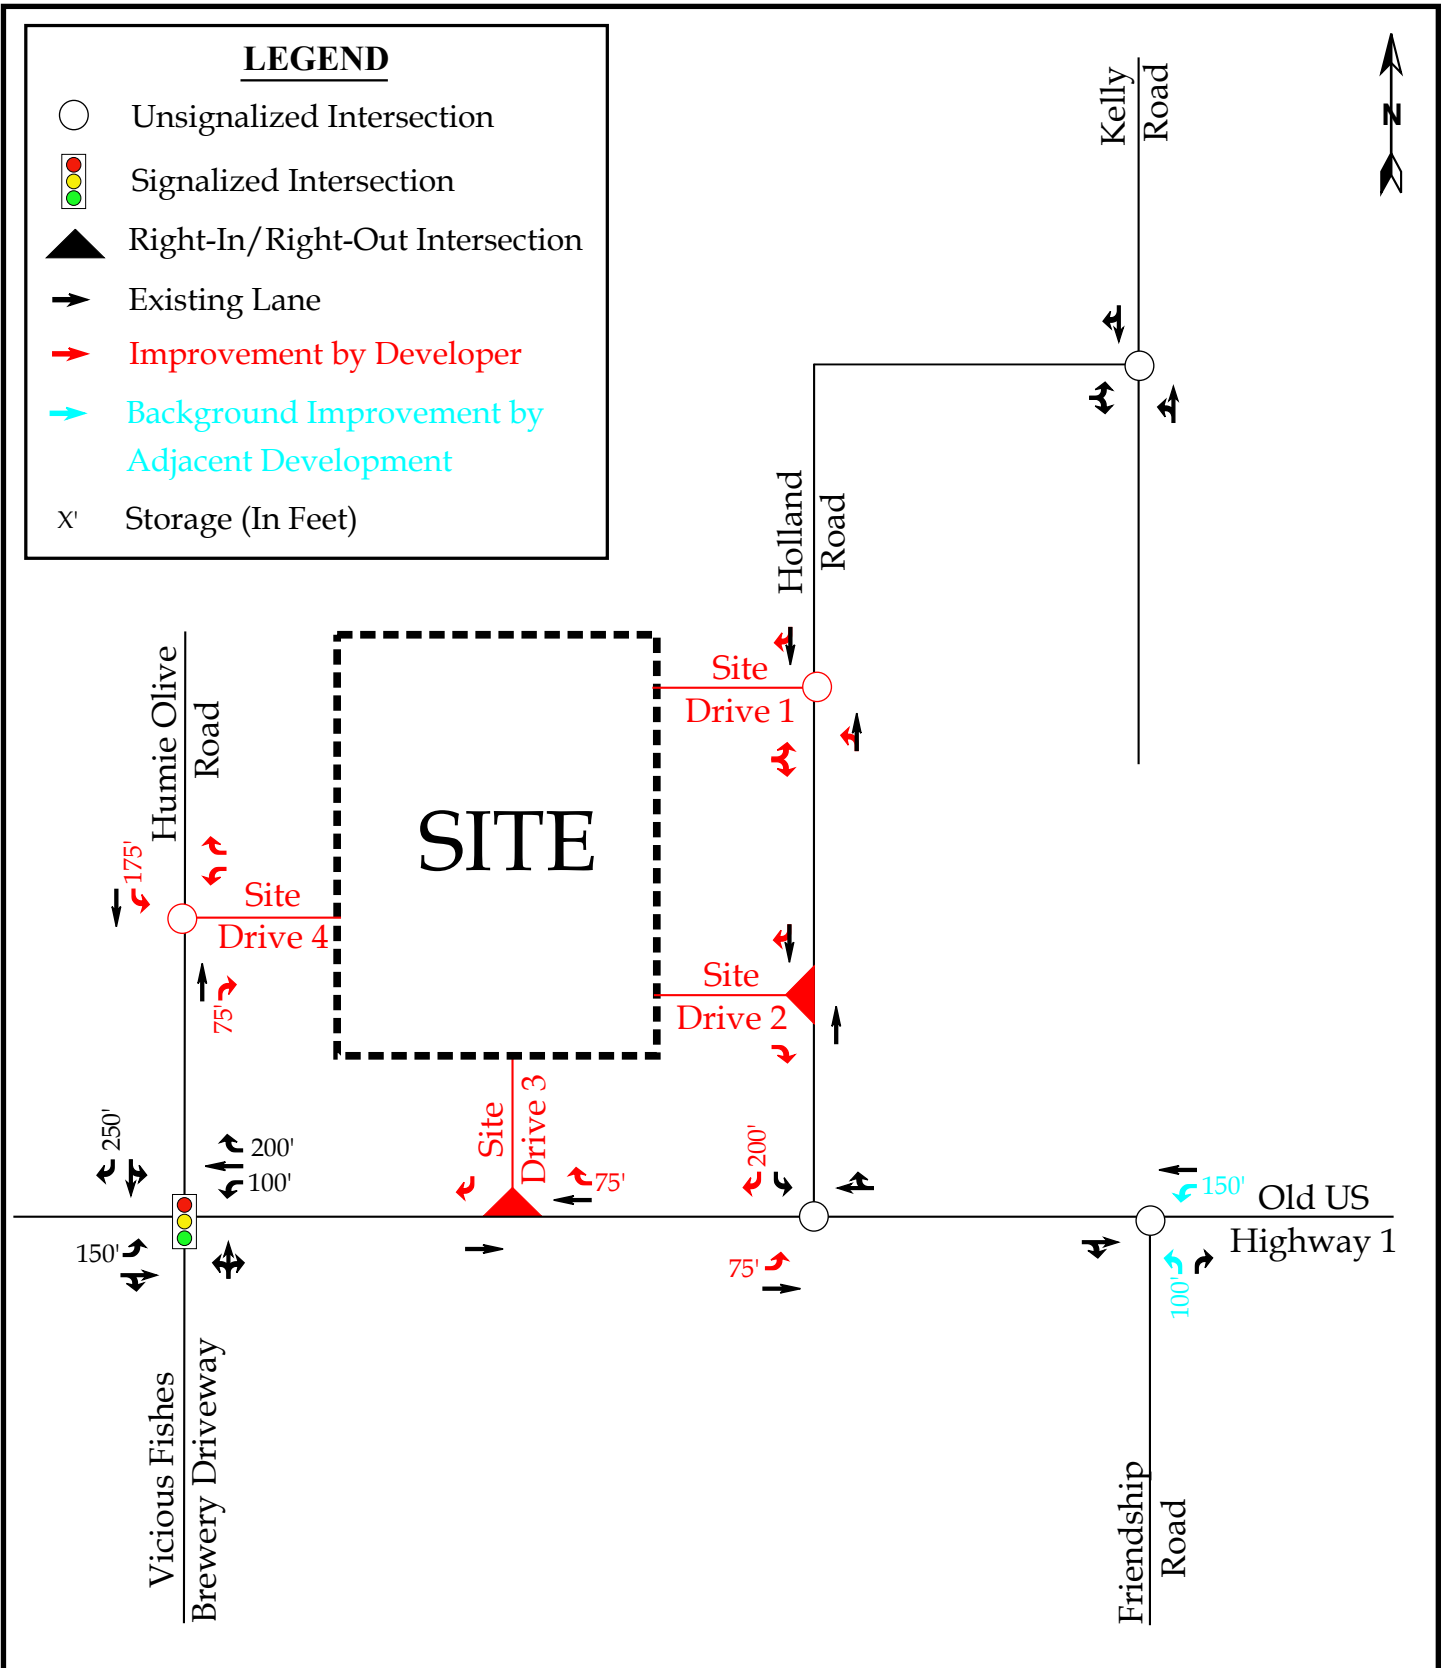 LEGEND
Unsignalized Intersection
Signalized Intersection
Right-In/Right-Out Intersection
Existing Lane
Improvement by Developer
Background Improvement by
Adjacent Development
X' Storage (In Feet)
N
Kelly
Road
Holland
Road
Humie Olive
Road
Site
Drive 1
SITE
175'
Site
Drive 4
75'
Site
Drive 2
Site
Drive 3
250'
200'
100'
150'
75'
200'
75'
150'
100'
Old US
Highway 1
Vicious Fishes
Brewery Driveway
Friendship
Road